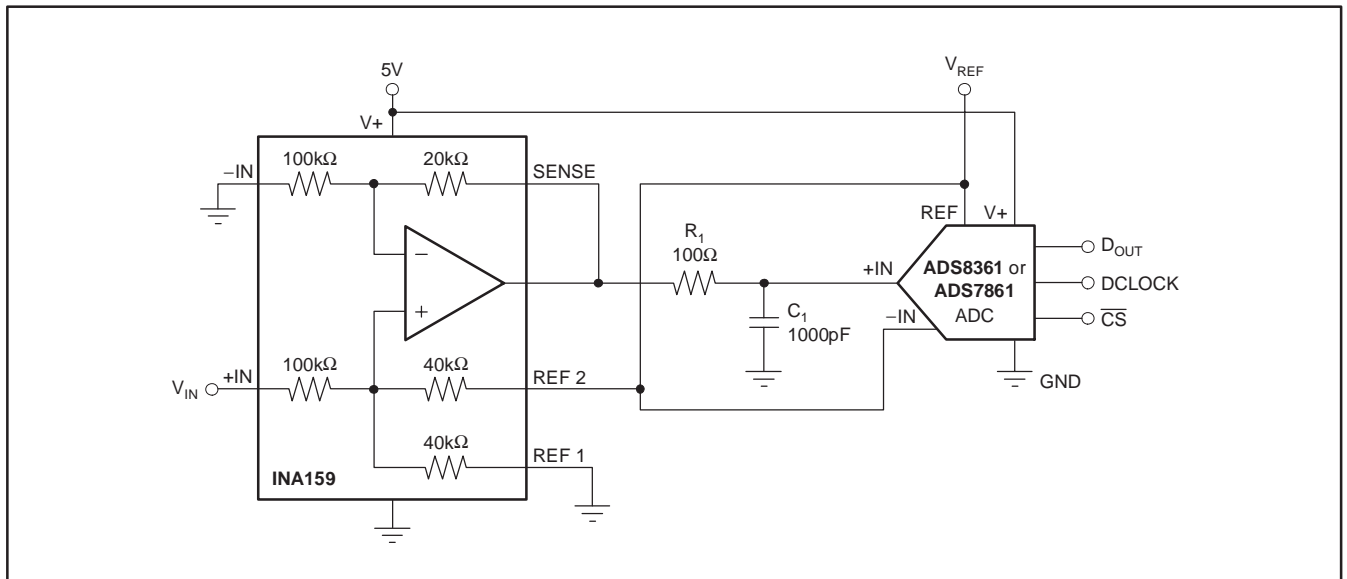 5V
V_REF
V+
−IN
100kΩ
20kΩ
SENSE
REF
V+
R₁
100Ω
+IN
ADS8361 or
ADS7861
ADC
D_OUT
DCLOCK
C̅S̅
−
+
−IN
C₁
1000pF
V_IN
+IN
100kΩ
40kΩ
REF 2
GND
40kΩ
REF 1
INA159